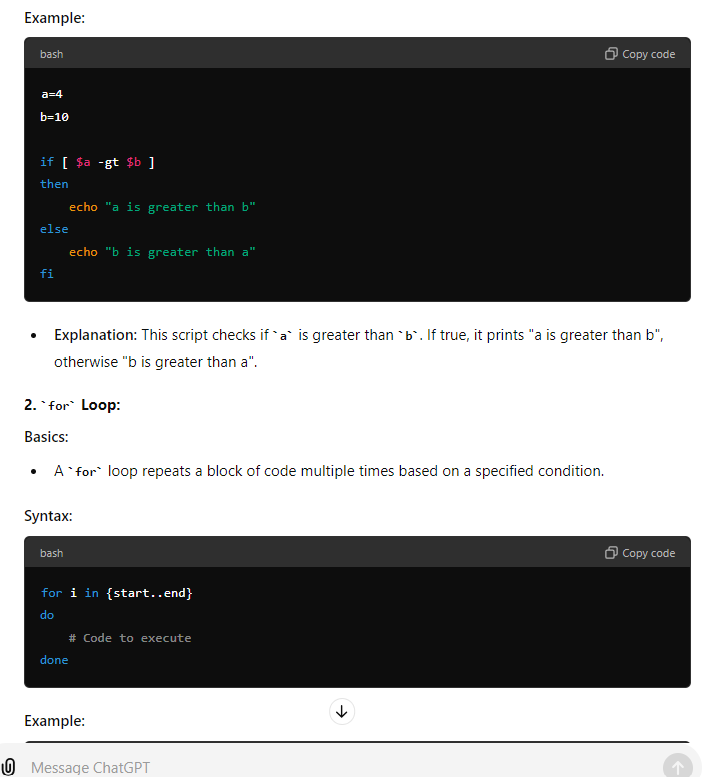 Example:
bash Copy code
a=4
b=10
if [ $a -gt $b ]
then
    echo "a is greater than b"
else
    echo "b is greater than a"
fi
• Explanation: This script checks if `a` is greater than `b`. If true, it prints "a is greater than b",
otherwise "b is greater than a".
2. `for` Loop:
Basics:
• A `for` loop repeats a block of code multiple times based on a specified condition.
Syntax:
bash Copy code
for i in {start..end}
do
    # Code to execute
done
Example:
Message ChatGPT